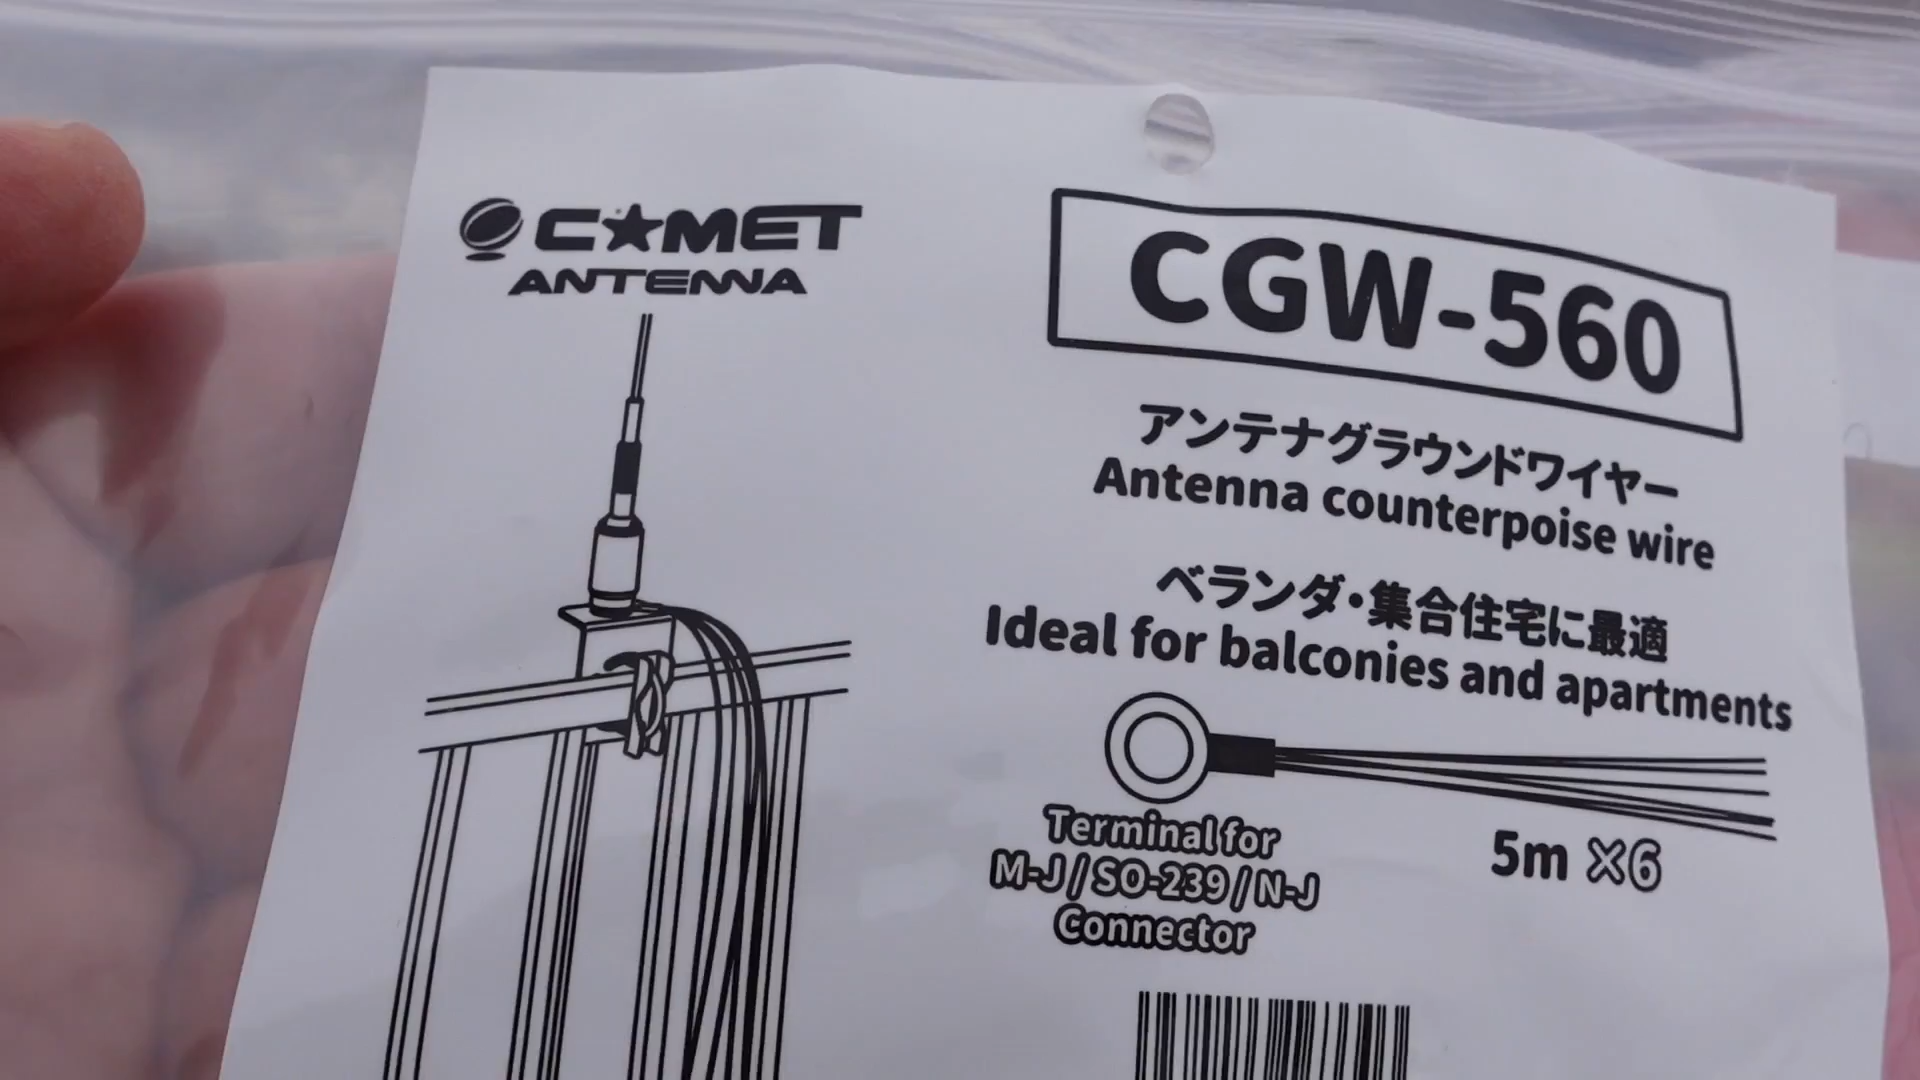 COMET
ANTENNA
CGW-560
アンテナグラウンドワイヤー
Antenna counterpoise wire
ベランダ・集合住宅に最適
Ideal for balconies and apartments
Terminal for
M-J / SO-239 / N-J
Connector
5m ×6